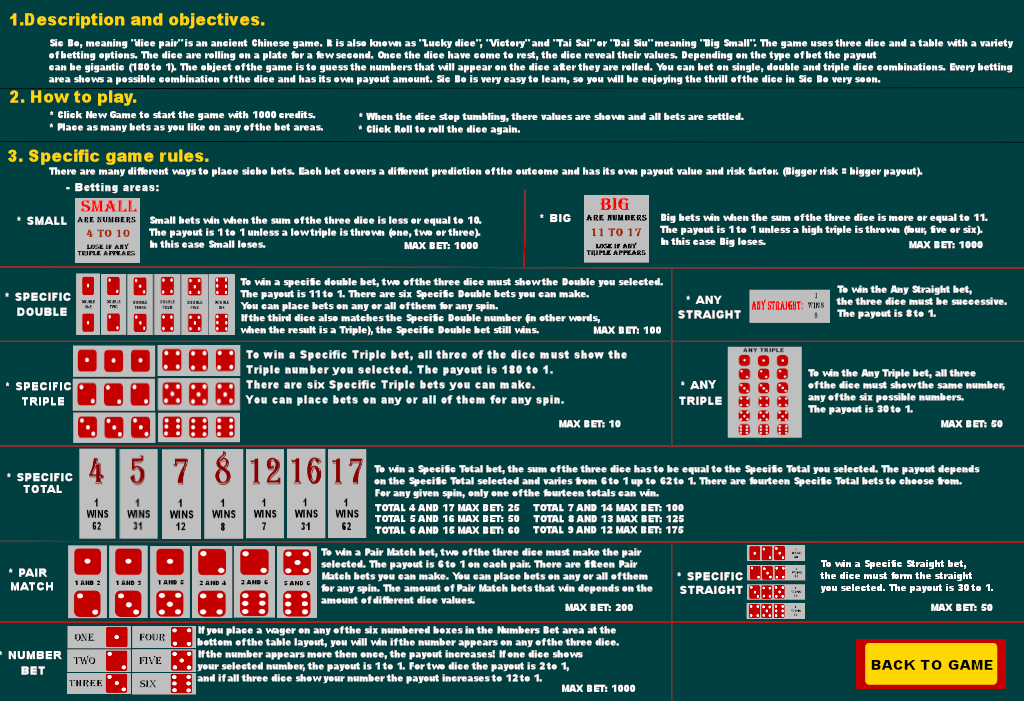 1.Description and objectives.
Sic Bo, meaning "dice pair" is an ancient Chinese game. It is also known as "Lucky dice", "Victory" and "Tai Sai" or "Dai Siu" meaning "Big Small". The game uses three dice and a table with a variety
of betting options. The dice are rolling on a plate for a few second. Once the dice have come to rest, the dice reveal their values. Depending on the type of bet the payout
can be gigantic (180 to 1). The object of the game is to guess the numbers that will appear on the dice after they are rolled. You can bet on single, double and triple dice combinations. Every betting
area shows a possible combination of the dice and has its own payout amount. Sic Bo is very easy to learn, so you will be enjoying the thrill of the dice in Sic Bo very soon.
2. How to play.
* Click New Game to start the game with 1000 credits.
* Place as many bets as you like on any of the bet areas.
* When the dice stop tumbling, there values are shown and all bets are settled.
* Click Roll to roll the dice again.
3. Specific game rules.
There are many different ways to place sicbo bets. Each bet covers a different prediction of the outcome and has its own payout value and risk factor. (Bigger risk = bigger payout).
- Betting areas:
* SMALL
SMALL
ARE NUMBERS
4 TO 10
LOSE IF ANY
TRIPLE APPEARS
Small bets win when the sum of the three dice is less or equal to 10.
The payout is 1 to 1 unless a low triple is thrown (one, two or three).
In this case Small loses.
MAX BET: 1000
* BIG
BIG
ARE NUMBERS
11 TO 17
LOSE IF ANY
TRIPLE APPEARS
Big bets win when the sum of the three dice is more or equal to 11.
The payout is 1 to 1 unless a high triple is thrown (four, five or six).
In this case Big loses.
MAX BET: 1000
* SPECIFIC
DOUBLE
DOUBLE ONE
DOUBLE TWO
DOUBLE THREE
DOUBLE FOUR
DOUBLE FIVE
DOUBLE SIX
To win a specific double bet, two of the three dice must show the Double you selected.
The payout is 11 to 1. There are six Specific Double bets you can make.
You can place bets on any or all of them for any spin.
If the third dice also matches the Specific Double number (in other words,
when the result is a Triple), the Specific Double bet still wins.
MAX BET: 100
* ANY
STRAIGHT
ANY STRAIGHT:
1
WINS
8
To win the Any Straight bet,
the three dice must be successive.
The payout is 8 to 1.
* SPECIFIC
TRIPLE
To win a Specific Triple bet, all three of the dice must show the
Triple number you selected. The payout is 180 to 1.
There are six Specific Triple bets you can make.
You can place bets on any or all of them for any spin.
MAX BET: 10
* ANY
TRIPLE
ANY TRIPLE
To win the Any Triple bet, all three
of the dice must show the same number,
any of the six possible numbers.
The payout is 30 to 1.
MAX BET: 50
* SPECIFIC
TOTAL
4 5 7 8 12 16 17
1 1 1 1 1 1 1
WINS WINS WINS WINS WINS WINS WINS
62 31 12 8 7 31 62
To win a Specific Total bet, the sum of the three dice has to be equal to the Specific Total you selected. The payout depends
on the Specific Total selected and varies from 6 to 1 up to 62 to 1. There are fourteen Specific Total bets to choose from.
For any given spin, only one of the fourteen totals can win.
TOTAL 4 AND 17 MAX BET: 25 TOTAL 7 AND 14 MAX BET: 100
TOTAL 5 AND 16 MAX BET: 50 TOTAL 8 AND 13 MAX BET: 125
TOTAL 6 AND 15 MAX BET: 60 TOTAL 9 AND 12 MAX BET: 175
* PAIR
MATCH
1 AND 2 1 AND 3 1 AND 5 2 AND 4 2 AND 6 5 AND 6
To win a Pair Match bet, two of the three dice must make the pair
selected. The payout is 6 to 1 on each pair. There are fifteen Pair
Match bets you can make. You can place bets on any or all of them
for any spin. The amount of Pair Match bets that win depends on the
amount of different dice values.
MAX BET: 200
* SPECIFIC
STRAIGHT
To win a Specific Straight bet,
the dice must form the straight
you selected. The payout is 30 to 1.
MAX BET: 50
* NUMBER
BET
ONE FOUR
TWO FIVE
THREE SIX
If you place a wager on any of the six numbered boxes in the Numbers Bet area at the
bottom of the table layout, you will win if the number appears on any of the three dice.
If the number appears more then once, the payout increases! If one dice shows
your selected number, the payout is 1 to 1. For two dice the payout is 2 to 1,
and if all three dice show your number the payout increases to 12 to 1.
MAX BET: 1000
BACK TO GAME